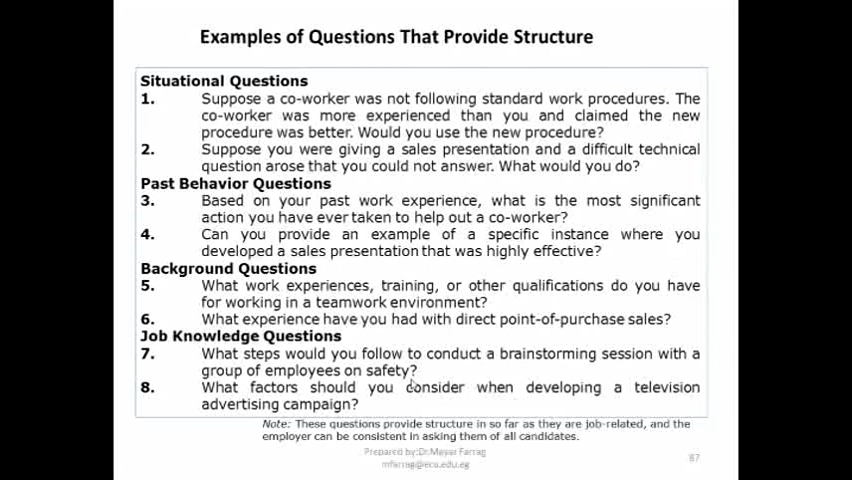 Examples of Questions That Provide Structure
Situational Questions
1. Suppose a co-worker was not following standard work procedures. The
co-worker was more experienced than you and claimed the new
procedure was better. Would you use the new procedure?
2. Suppose you were giving a sales presentation and a difficult technical
question arose that you could not answer. What would you do?
Past Behavior Questions
3. Based on your past work experience, what is the most significant
action you have ever taken to help out a co-worker?
4. Can you provide an example of a specific instance where you
developed a sales presentation that was highly effective?
Background Questions
5. What work experiences, training, or other qualifications do you have
for working in a teamwork environment?
6. What experience have you had with direct point-of-purchase sales?
Job Knowledge Questions
7. What steps would you follow to conduct a brainstorming session with a
group of employees on safety?
8. What factors should you consider when developing a television
advertising campaign?
Note: These questions provide structure in so far as they are job-related, and the
employer can be consistent in asking them of all candidates.
Prepared by:Dr.Mayar Farrag
mfarrag@ecu.edu.eg
87